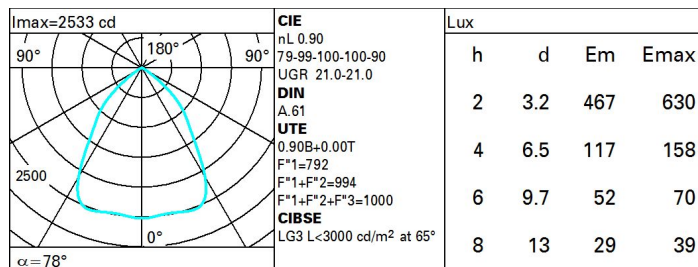 Imax=2533 cd
90° 180° 90°
2500
0°
α=78°
CIE
nL 0.90
79-99-100-100-90
UGR 21.0-21.0
DIN
A.61
UTE
0.90B+0.00T
F"1=792
F"1+F"2=994
F"1+F"2+F"3=1000
CIBSE
LG3 L<3000 cd/m² at 65°
Lux
h d Em Emax
2 3.2 467 630
4 6.5 117 158
6 9.7 52 70
8 13 29 39